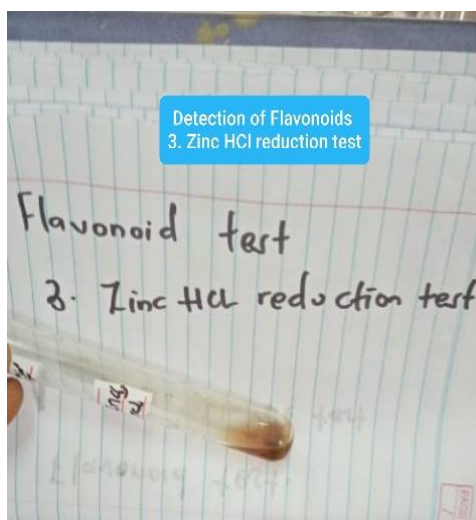 Detection of Flavonoids
3. Zinc HCl reduction test
Flavonoid test
3. Zinc HCl reduction test